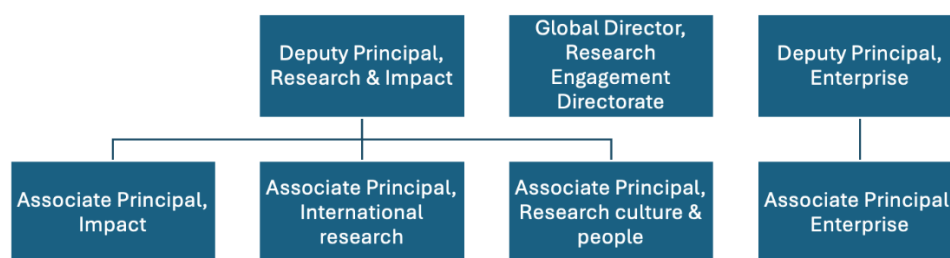 Deputy Principal,
Research & Impact
Global Director,
Research
Engagement
Directorate
Deputy Principal,
Enterprise
Associate Principal,
Impact
Associate Principal,
International
research
Associate Principal,
Research culture &
people
Associate Principal
Enterprise